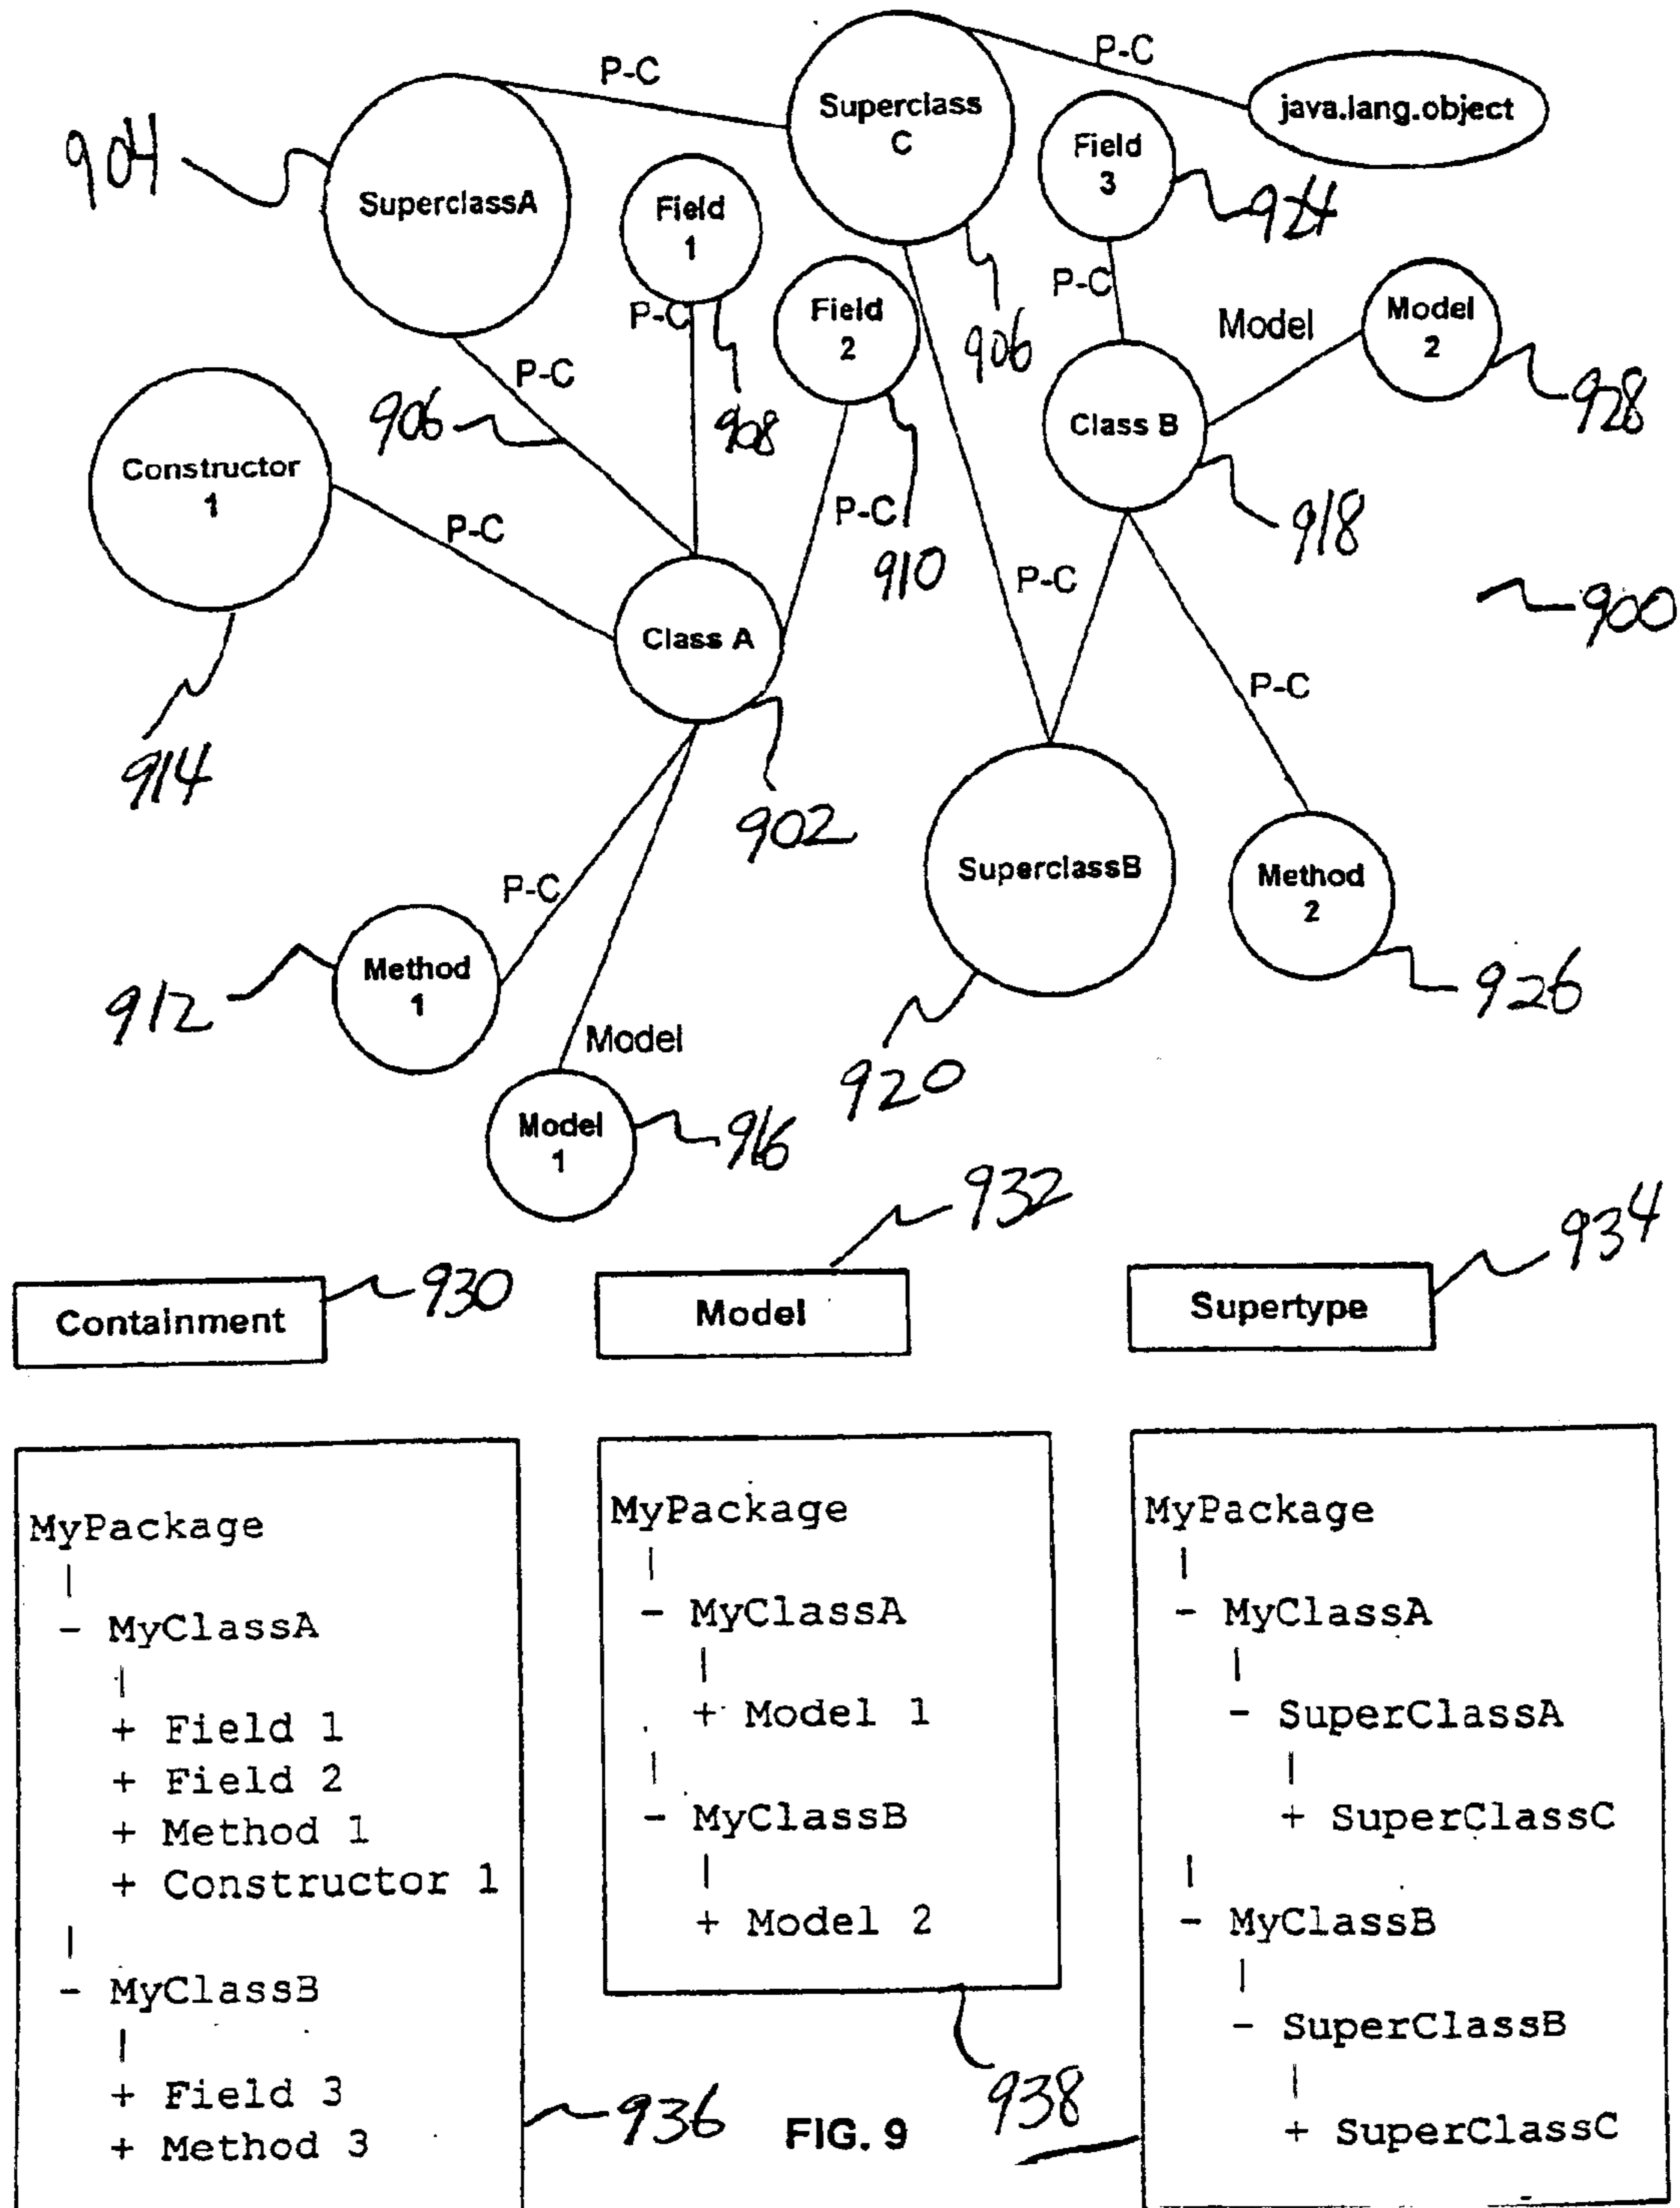 P-C
P-C
Superclass
C
java.lang.object
904
SuperclassA
Field
1
Field
3
924
P-C
P-C
Field
2
906
Model
Model
2
928
P-C
906
908
Class B
Constructor
1
P-C
P-C
910
918
P-C
900
Class A
P-C
914
902
SuperclassB
Method
2
P-C
Method
1
912
926
Model
920
Model
1
916
932
934
930
Containment
Model
Supertype
MyPackage
|
- MyClassA
|
+ Field 1
+ Field 2
+ Method 1
+ Constructor 1
|
- MyClassB
|
+ Field 3
+ Method 3
936
MyPackage
|
- MyClassA
|
+ Model 1
|
- MyClassB
|
+ Model 2
938
MyPackage
|
- MyClassA
|
- SuperClassA
|
+ SuperClassC
|
- MyClassB
|
- SuperClassB
|
+ SuperClassC
FIG. 9